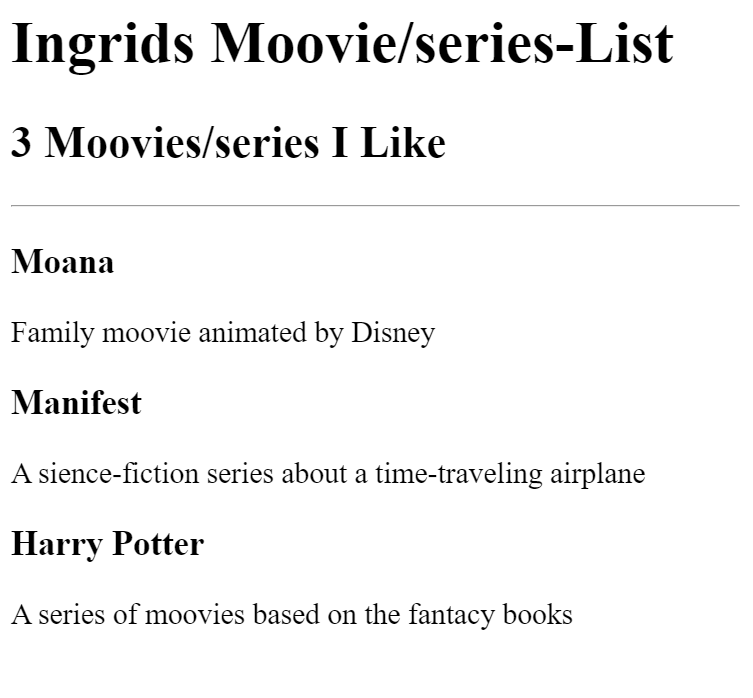 Ingrids Moovie/series-List
3 Moovies/series I Like
Moana
Family moovie animated by Disney
Manifest
A sience-fiction series about a time-traveling airplane
Harry Potter
A series of moovies based on the fantacy books